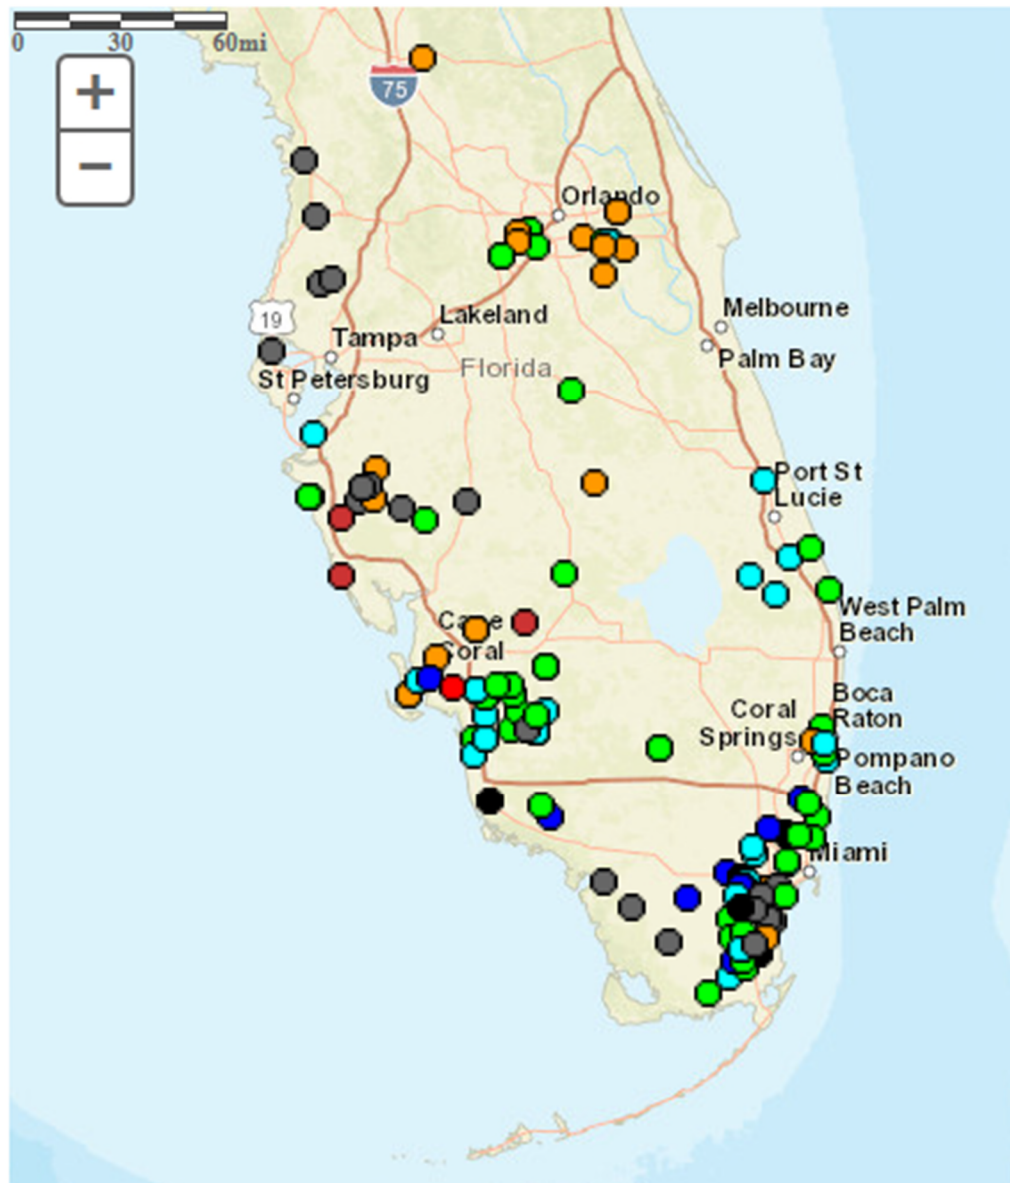 0 30 60mi
+
75
−
Orlando
Melbourne
19
Lakeland
Tampa
Palm Bay
Florida
St Petersburg
Port St
Lucie
West Palm
Beach
Cape
Coral
Boca
Raton
Coral
Springs
Pompano
Beach
Miami